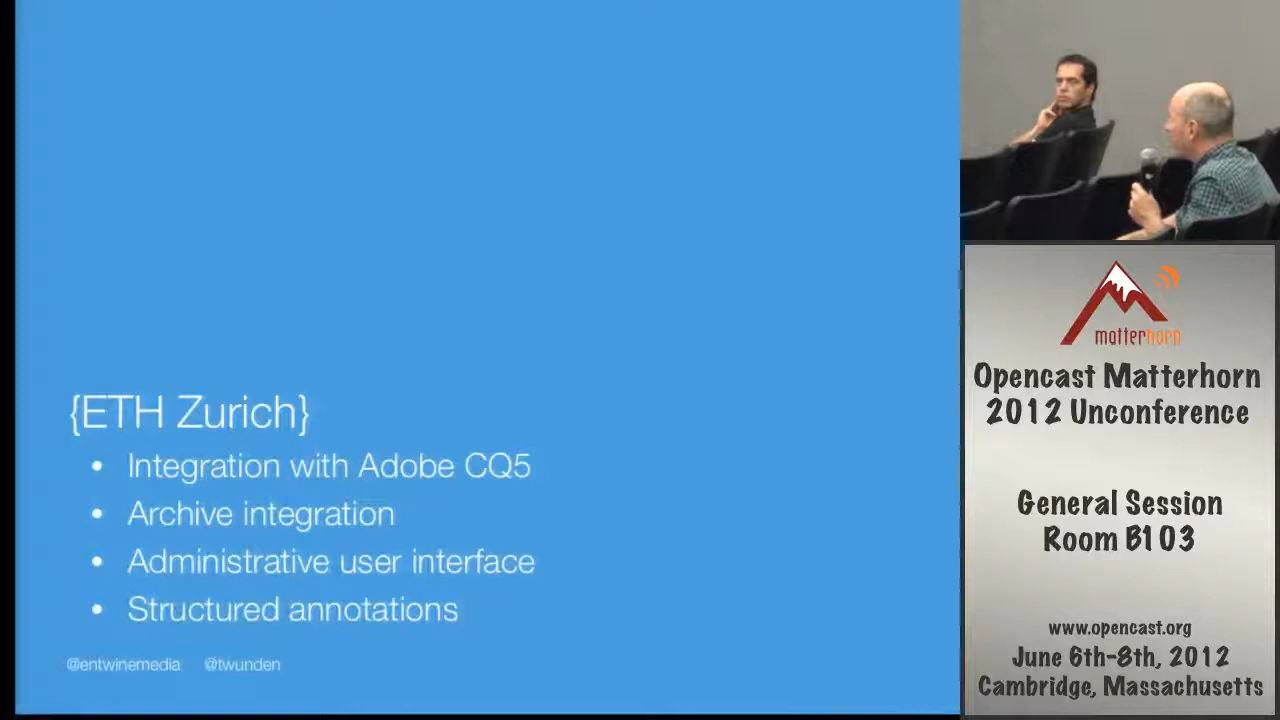 {ETH Zurich}
• Integration with Adobe CQ5
• Archive integration
• Administrative user interface
• Structured annotations
@entwinemedia @twunden
matterhorn
Opencast Matterhorn
2012 Unconference
General Session
Room B103
www.opencast.org
June 6th-8th, 2012
Cambridge, Massachusetts